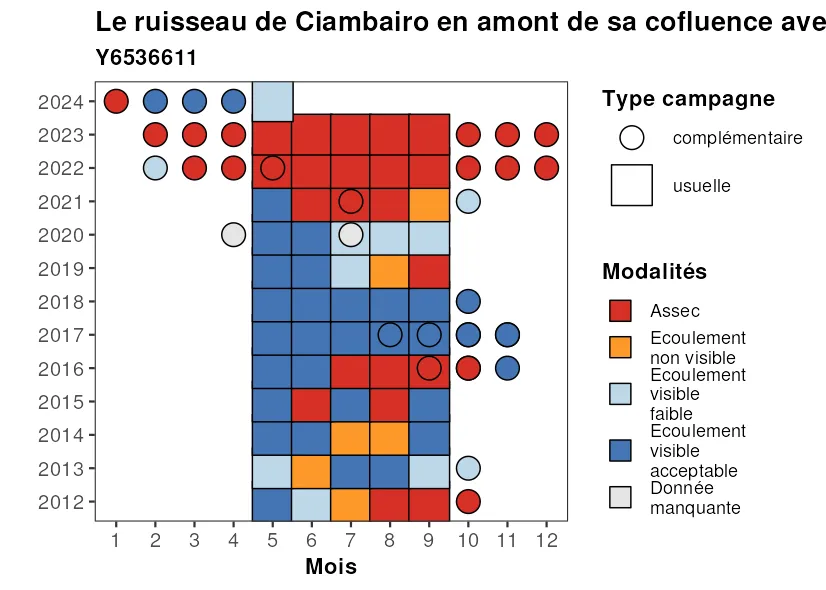 Le ruisseau de Ciambairo en amont de sa cofluence ave
Y6536611
2024
2023
2022
2021
2020
2019
2018
2017
2016
2015
2014
2013
2012
1 2 3 4 5 6 7 8 9 10 11 12
Mois
Type campagne
complémentaire
usuelle
Modalités
Assec
Ecoulement
non visible
Ecoulement
visible
faible
Ecoulement
visible
acceptable
Donnée
manquante